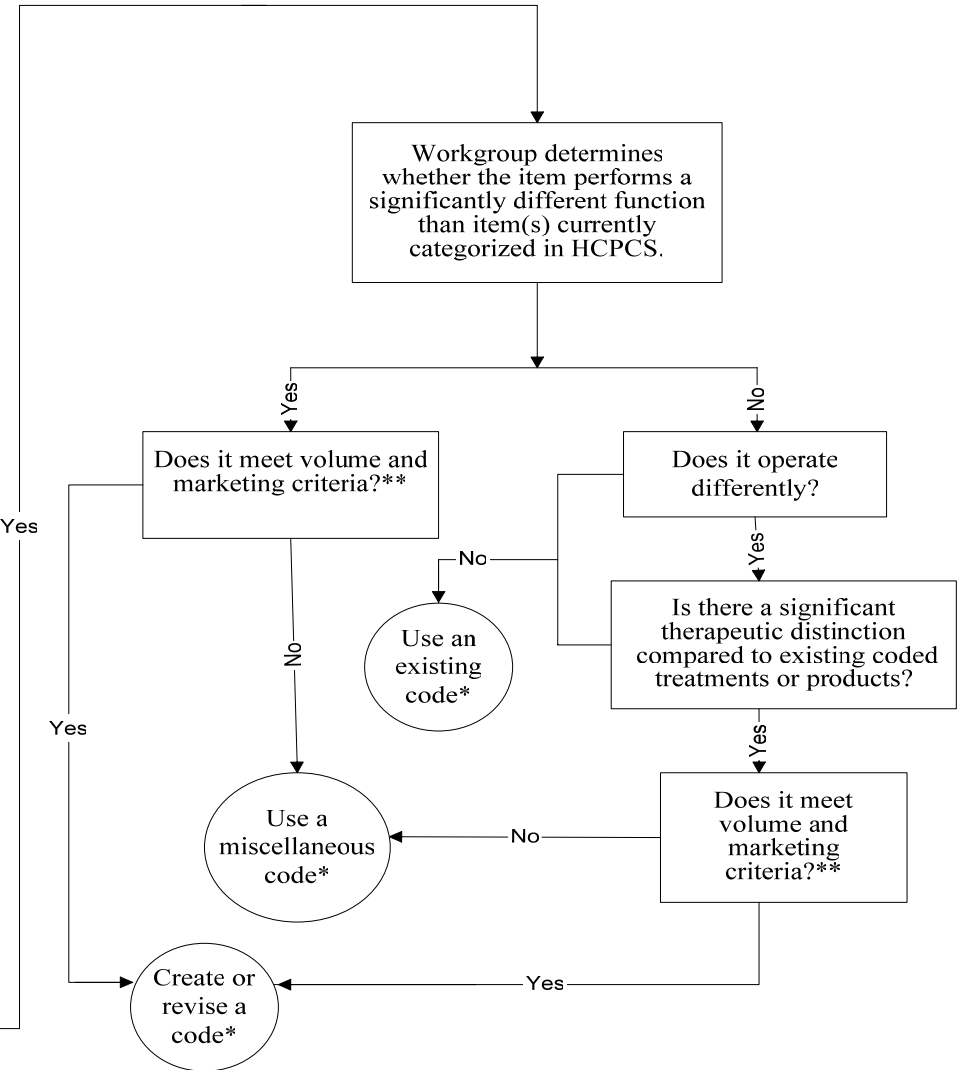 Workgroup determines
whether the item performs a
significantly different function
than item(s) currently
categorized in HCPCS.
Yes
No
Does it meet volume and
marketing criteria?**
Does it operate
differently?
Yes
Yes
No
Use an
existing
code*
Is there a significant
therapeutic distinction
compared to existing coded
treatments or products?
No
Yes
Yes
Use a
miscellaneous
code*
No
Does it meet
volume and
marketing
criteria?**
Create or
revise a
code*
Yes